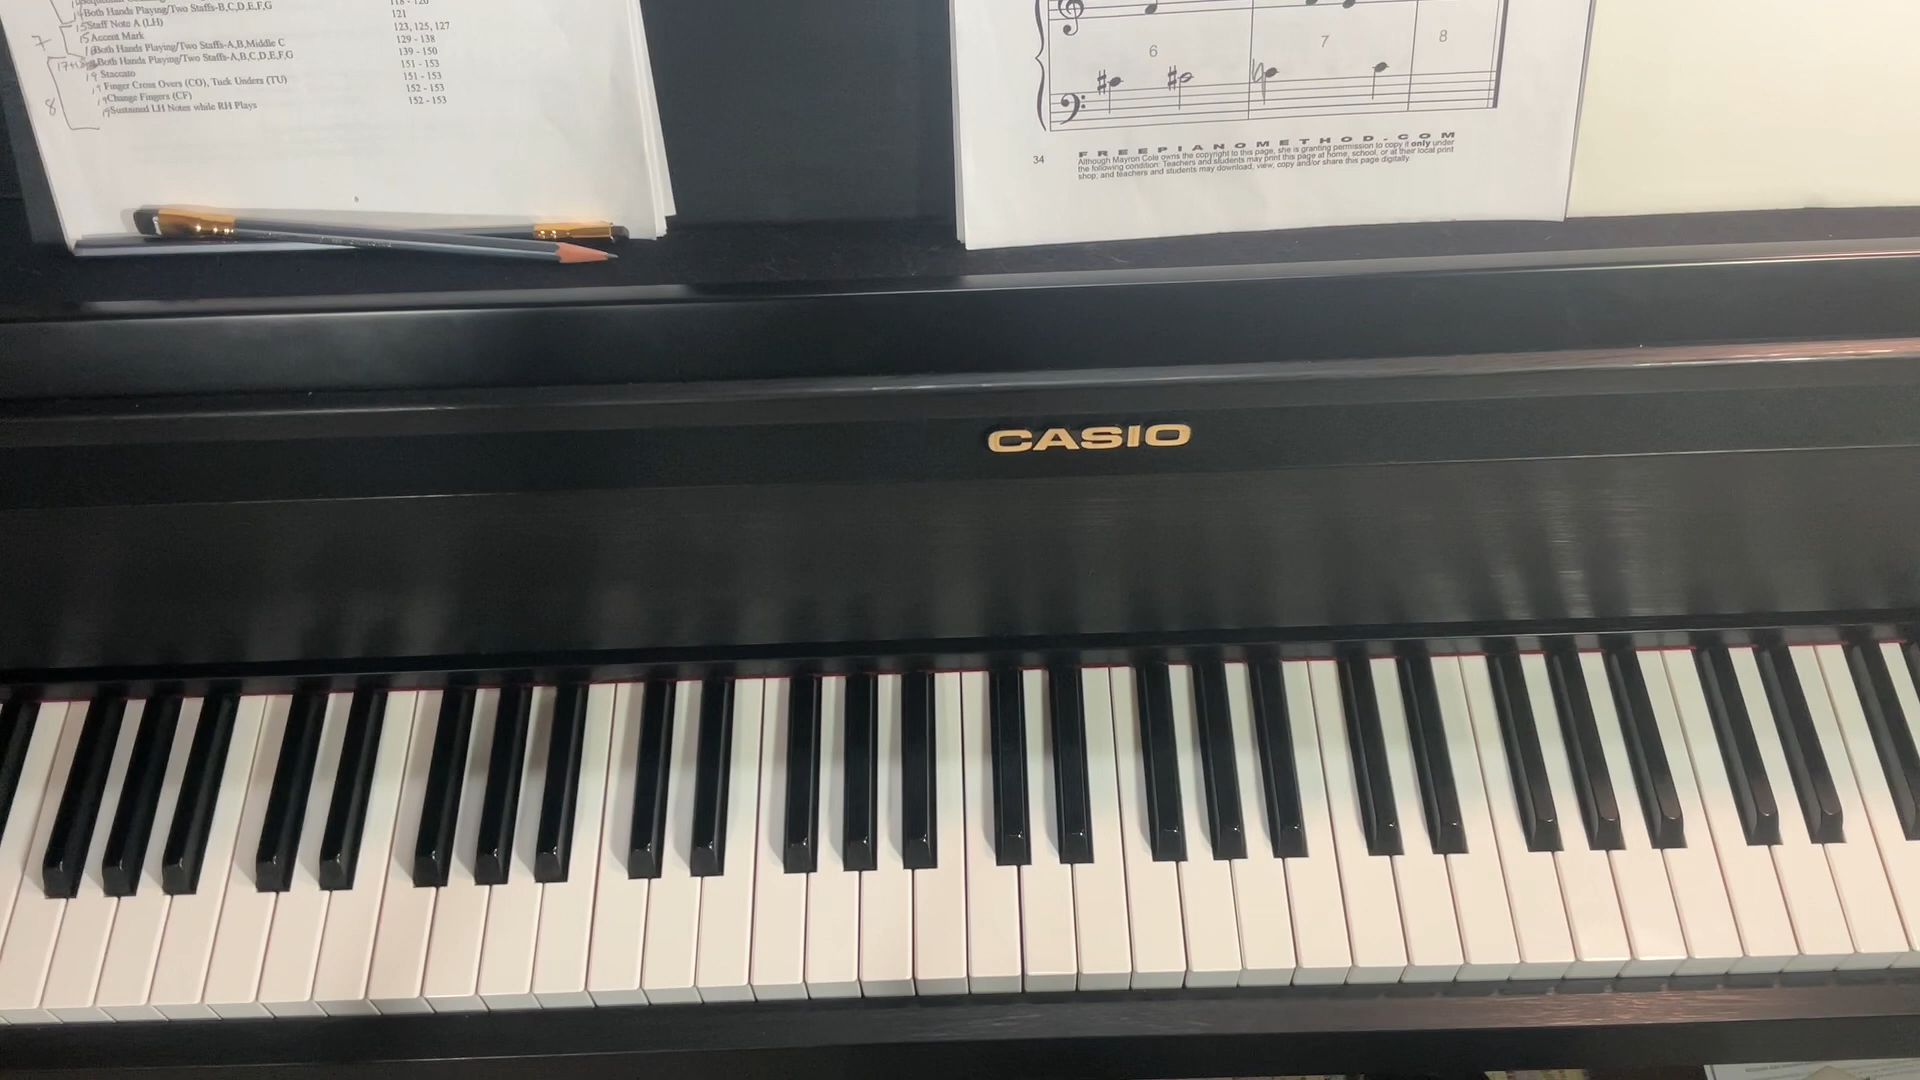 Both Hands Playing/Two Staffs-B,C,D,E,F,G 118 - 120
15 Staff Note A (LH) 121
15 Accent Mark 123, 125, 127
Both Hands Playing/Two Staffs-A,B,Middle C 129 - 138
Both Hands Playing/Two Staffs-A,B,C,D,E,F,G 139 - 150
19 Staccato 151 - 153
19 Finger Cross Overs (CO), Tuck Unders (TU) 151 - 153
19 Change Fingers (CF) 152 - 153
19 Sustained LH Notes while RH Plays 152 - 153
7
8
6 7 8
FREEPIANOMETHOD.COM
34 Although Mayron Cole owns the copyright to this page, she is granting permission to copy it only under
the following condition: Teachers and students may print this page at home, school, or at their local print
shop, and teachers and students may download, view, copy and/or share this page digitally.
CASIO